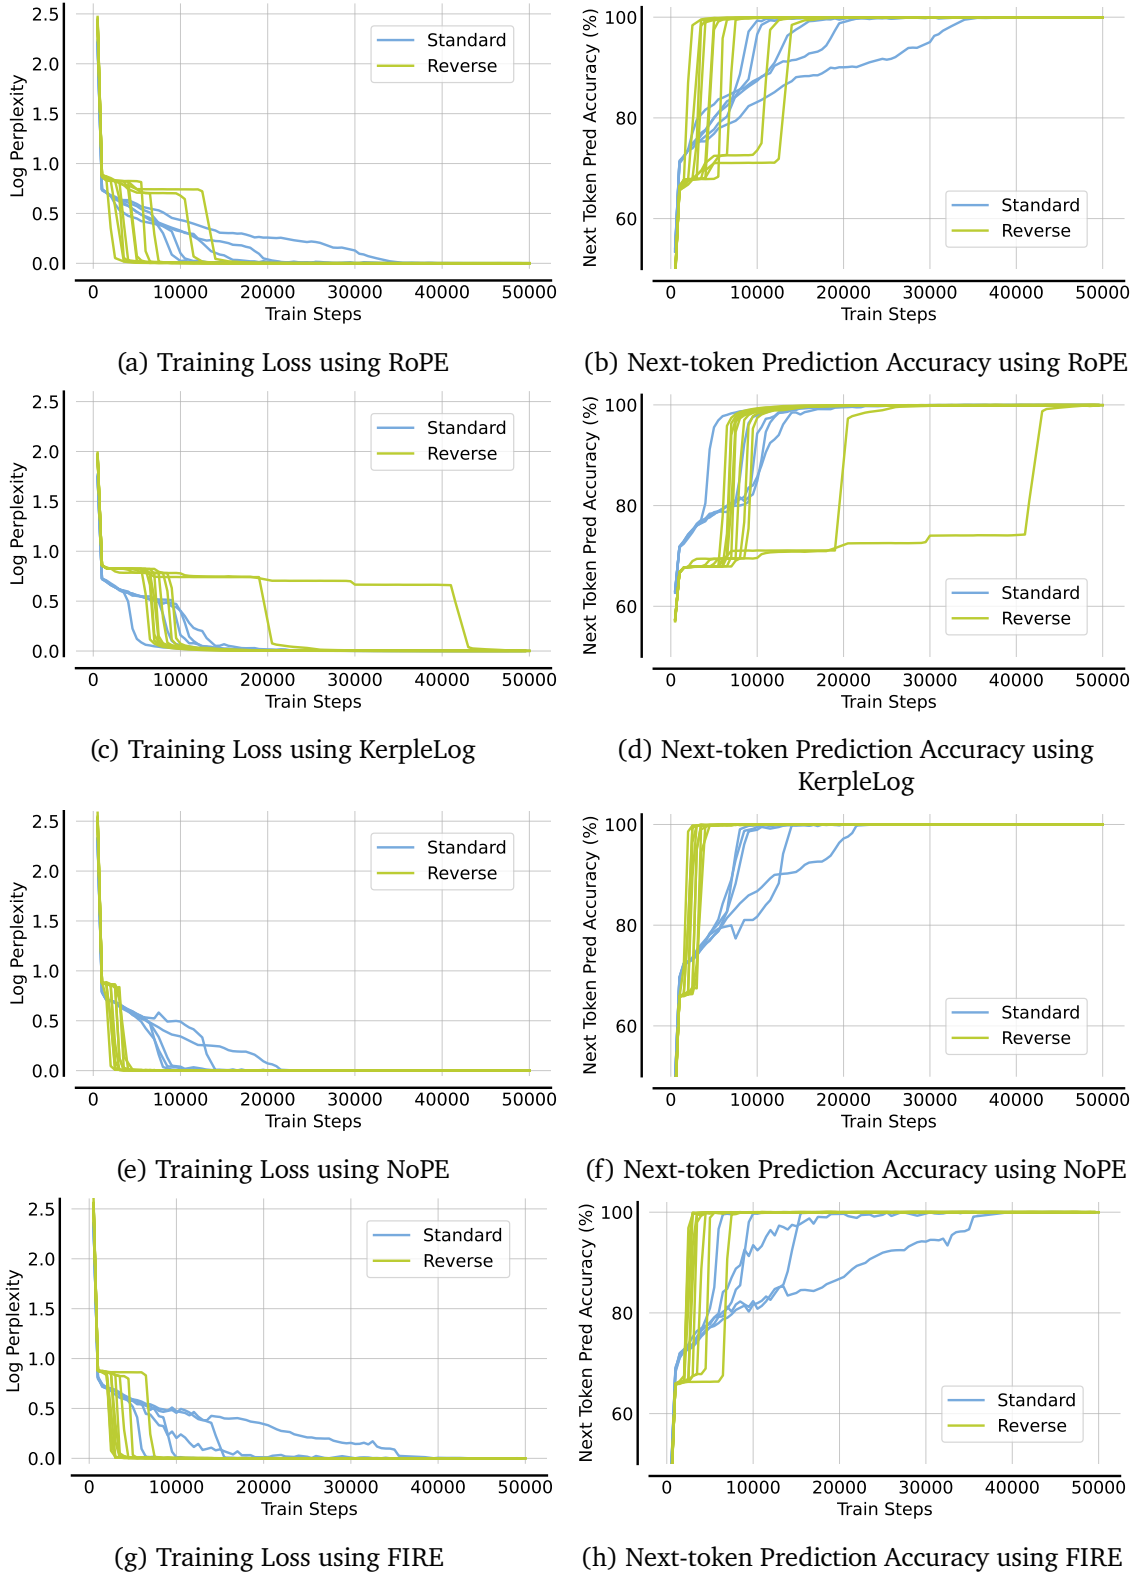 2.5
2.0
1.5
1.0
0.5
0.0
Log Perplexity
Standard
Reverse
0 10000 20000 30000 40000 50000
Train Steps
(a) Training Loss using RoPE
100
80
60
Next Token Pred Accuracy (%)
Standard
Reverse
0 10000 20000 30000 40000 50000
Train Steps
(b) Next-token Prediction Accuracy using RoPE
2.5
2.0
1.5
1.0
0.5
0.0
Log Perplexity
Standard
Reverse
0 10000 20000 30000 40000 50000
Train Steps
(c) Training Loss using KerpleLog
100
80
60
Next Token Pred Accuracy (%)
Standard
Reverse
0 10000 20000 30000 40000 50000
Train Steps
(d) Next-token Prediction Accuracy using
KerpleLog
2.5
2.0
1.5
1.0
0.5
0.0
Log Perplexity
Standard
Reverse
0 10000 20000 30000 40000 50000
Train Steps
(e) Training Loss using NoPE
100
80
60
Next Token Pred Accuracy (%)
Standard
Reverse
0 10000 20000 30000 40000 50000
Train Steps
(f) Next-token Prediction Accuracy using NoPE
2.5
2.0
1.5
1.0
0.5
0.0
Log Perplexity
Standard
Reverse
0 10000 20000 30000 40000 50000
Train Steps
(g) Training Loss using FIRE
100
80
60
Next Token Pred Accuracy (%)
Standard
Reverse
0 10000 20000 30000 40000 50000
Train Steps
(h) Next-token Prediction Accuracy using FIRE